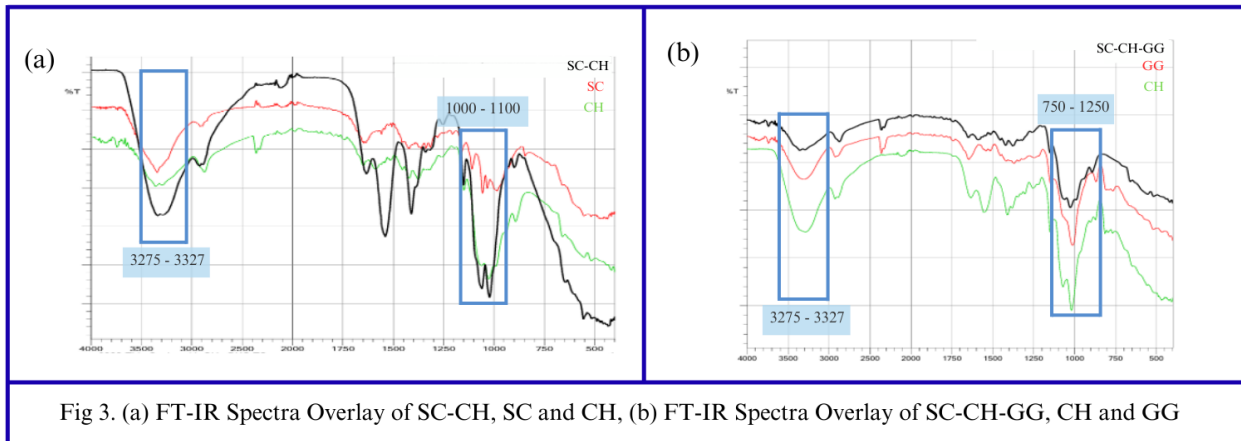 (a)
SC-CH
SC
CH
%T
1000 - 1100
3275 - 3327
4000 3500 3000 2500 2000 1750 1500 1250 1000 750 500
(b)
SC-CH-GG
GG
CH
%T
750 - 1250
3275 - 3327
4000 3500 3000 2500 2000 1750 1500 1250 1000 750 500
Fig 3. (a) FT-IR Spectra Overlay of SC-CH, SC and CH, (b) FT-IR Spectra Overlay of SC-CH-GG, CH and GG